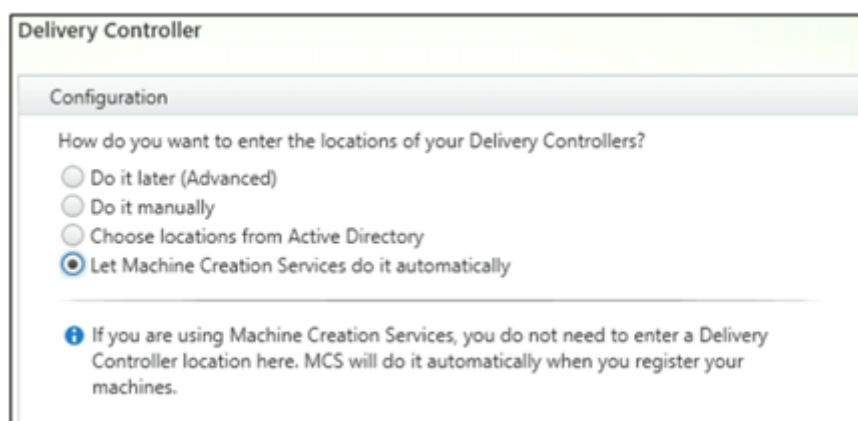 Delivery Controller
Configuration
How do you want to enter the locations of your Delivery Controllers?
Do it later (Advanced)
Do it manually
Choose locations from Active Directory
Let Machine Creation Services do it automatically
If you are using Machine Creation Services, you do not need to enter a Delivery
Controller location here. MCS will do it automatically when you register your
machines.